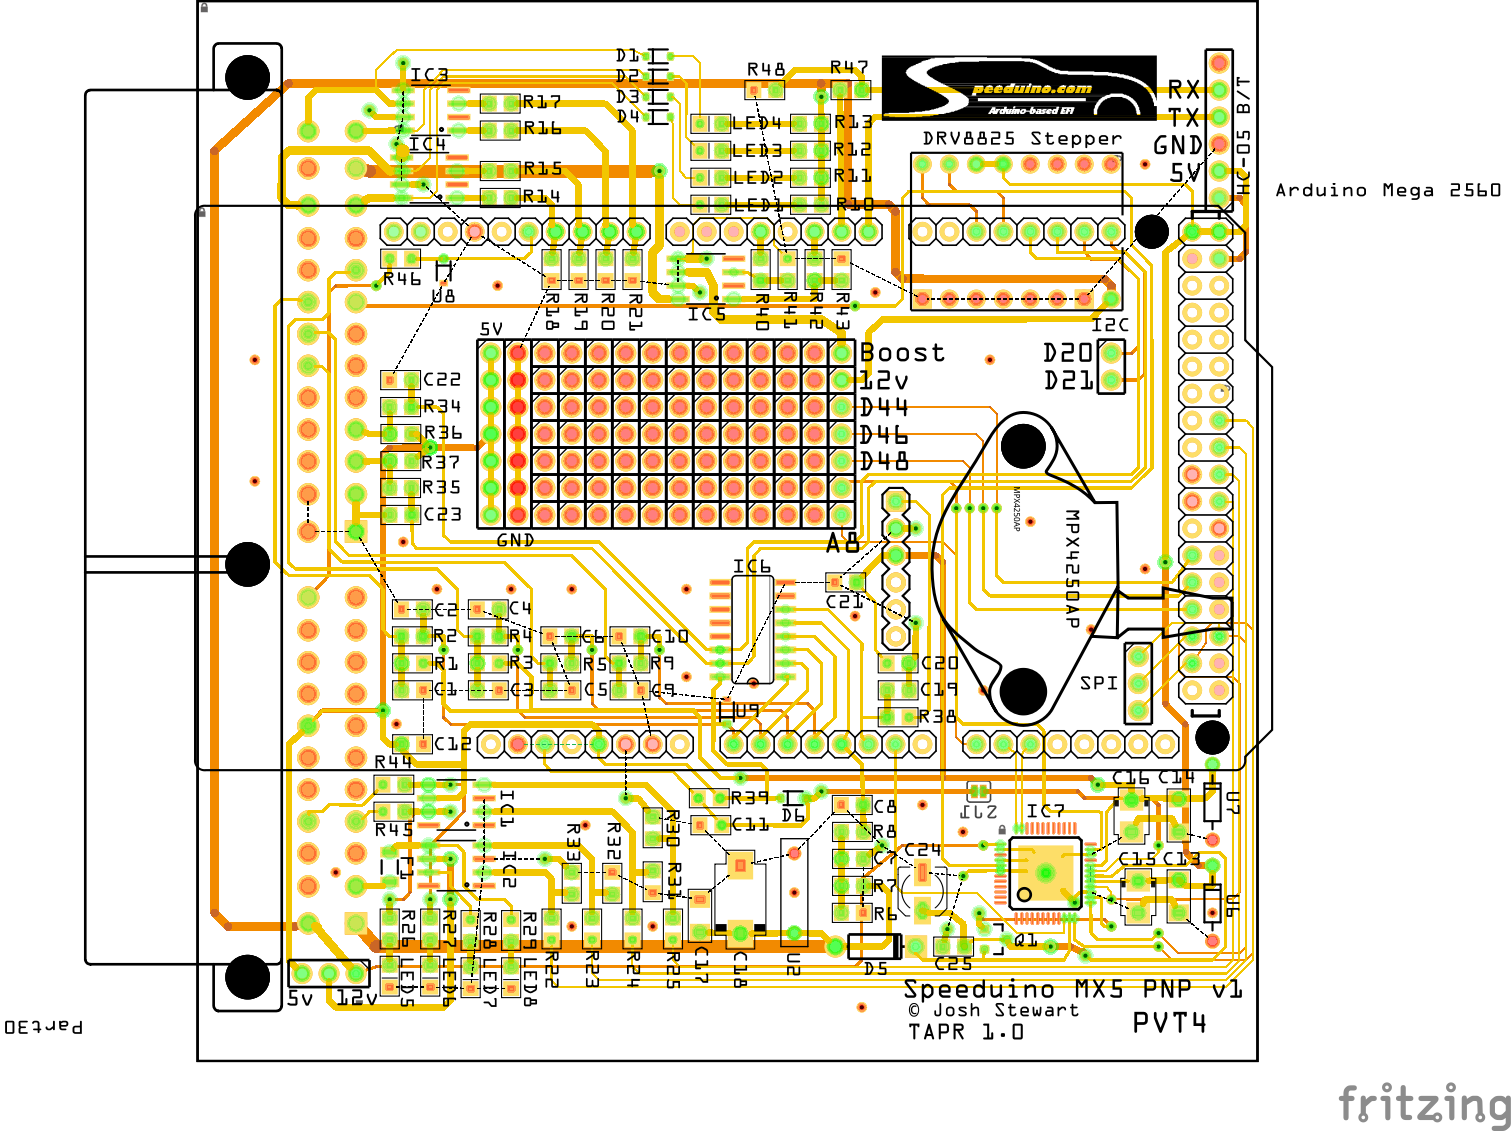 D1
D2
D3
D4
IC3
IC4
R17
R16
R15
R14
R48
R47
LED4
LED3
LED2
LED1
R13
R12
R11
R10
peeduino.com
Arduino-based EFI
DRV8825 Stepper
RX
TX
GND
5V
HC-05 B/T
Arduino Mega 2560
R46
U8
R18
R19
R20
R21
IC5
R40
R41
R42
R43
I2C
5V
GND
Boost
12v
D44
D46
D48
D20
D21
C22
R34
R36
R37
R35
C23
A8
MPX4250AP
MPX4250AP
IC6
C21
C2
C4
R2
R4
C6
C10
R1
R3
R5
R9
C1
C3
C5
C9
U9
C20
C19
R38
SPI
C12
R44
R45
IC1
IC2
F1
R39
C11
D6
R33
R32
R30
R31
C8
R8
C7
R7
R6
C24
JP1
IC7
C16
C14
U7
C15
C13
U6
R26
R27
R28
R29
LED5
LED6
LED7
LED8
R22
R23
R24
R25
C17
C18
U2
D5
C25
Q1
5v
12v
Part30
Speeduino MX5 PNP v1
© Josh Stewart
TAPR 1.0
PVT4
fritzing